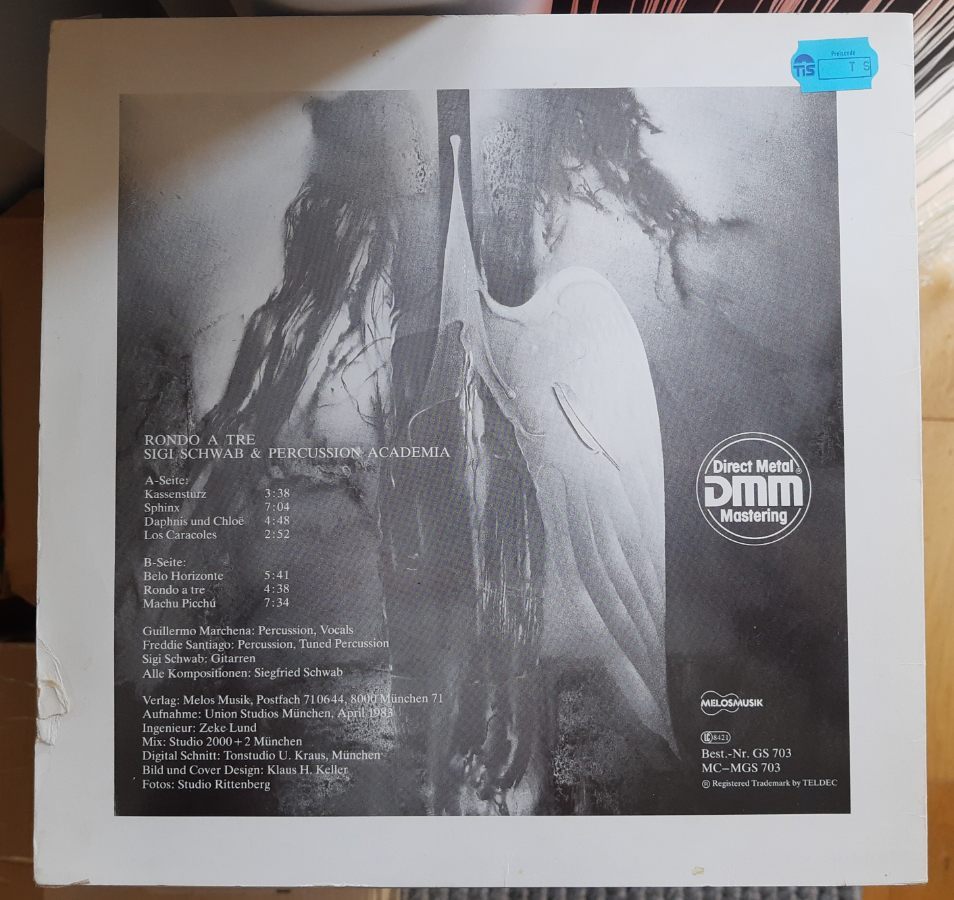 Preiscode
TIS
T S
RONDO A TRE
SIGI SCHWAB & PERCUSSION ACADEMIA
A-Seite:
Kassensturz 3:38
Sphinx 7:04
Daphnis und Chloë 4:48
Los Caracoles 2:52
B-Seite:
Belo Horizonte 5:41
Rondo a tre 4:38
Machu Picchú 7:34
Guillermo Marchena: Percussion, Vocals
Freddie Santiago: Percussion, Tuned Percussion
Sigi Schwab: Gitarren
Alle Kompositionen: Siegfried Schwab
Verlag: Melos Musik, Postfach 710644, 8000 München 71
Aufnahme: Union Studios München, April 1983
Ingenieur: Zeke Lund
Mix: Studio 2000+2 München
Digital Schnitt: Tonstudio U. Kraus, München
Bild und Cover Design: Klaus H. Keller
Fotos: Studio Rittenberg
Direct Metal®
DMM
Mastering
MELOSMUSIK
LC 8421
Best.-Nr. GS 703
MC–MGS 703
® Registered Trademark by TELDEC